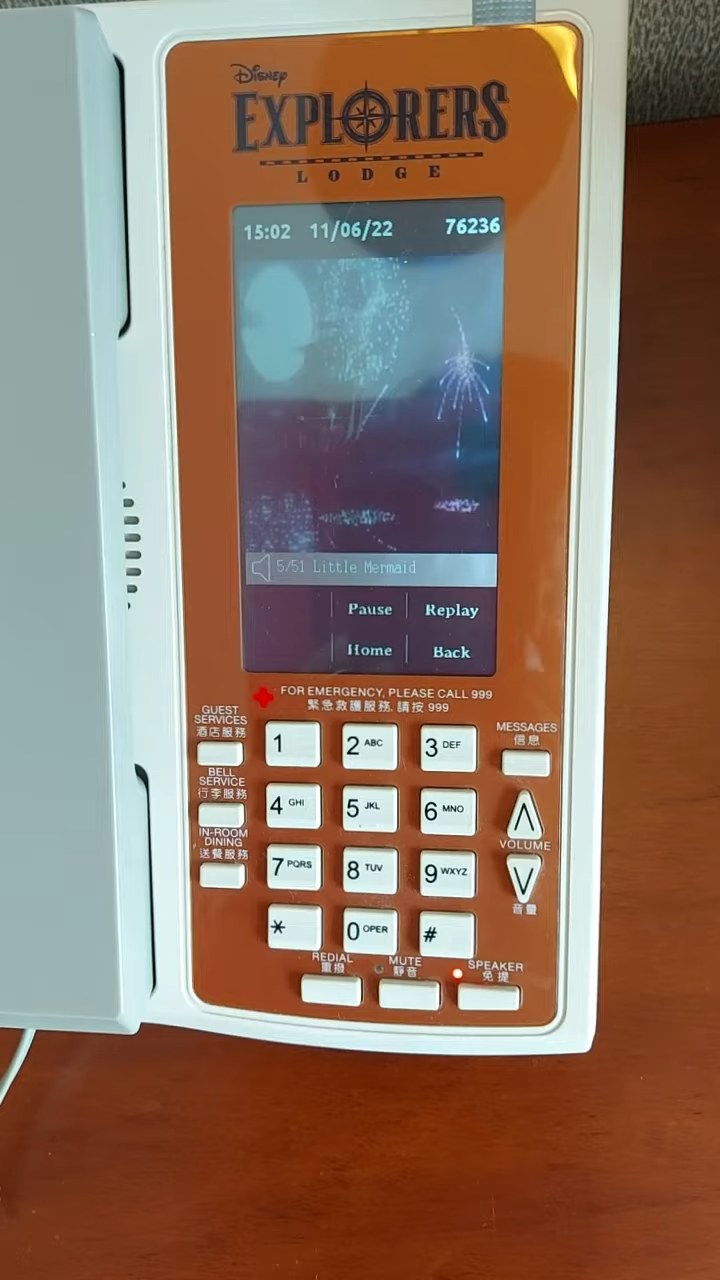 Disney
EXPLORERS
LODGE
15:02 11/06/22 76236
5/51 Little Mermaid
Pause Replay
Home Back
FOR EMERGENCY, PLEASE CALL 999
緊急救護服務, 請按 999
GUEST
SERVICES
酒店服務
1
2 ABC
3 DEF
MESSAGES
信息
BELL
SERVICE
行李服務
4 GHI
5 JKL
6 MNO
VOLUME
音量
IN-ROOM
DINING
送餐服務
7 PQRS
8 TUV
9 WXYZ
*
0 OPER
#
REDIAL
重撥
MUTE
靜音
SPEAKER
免提